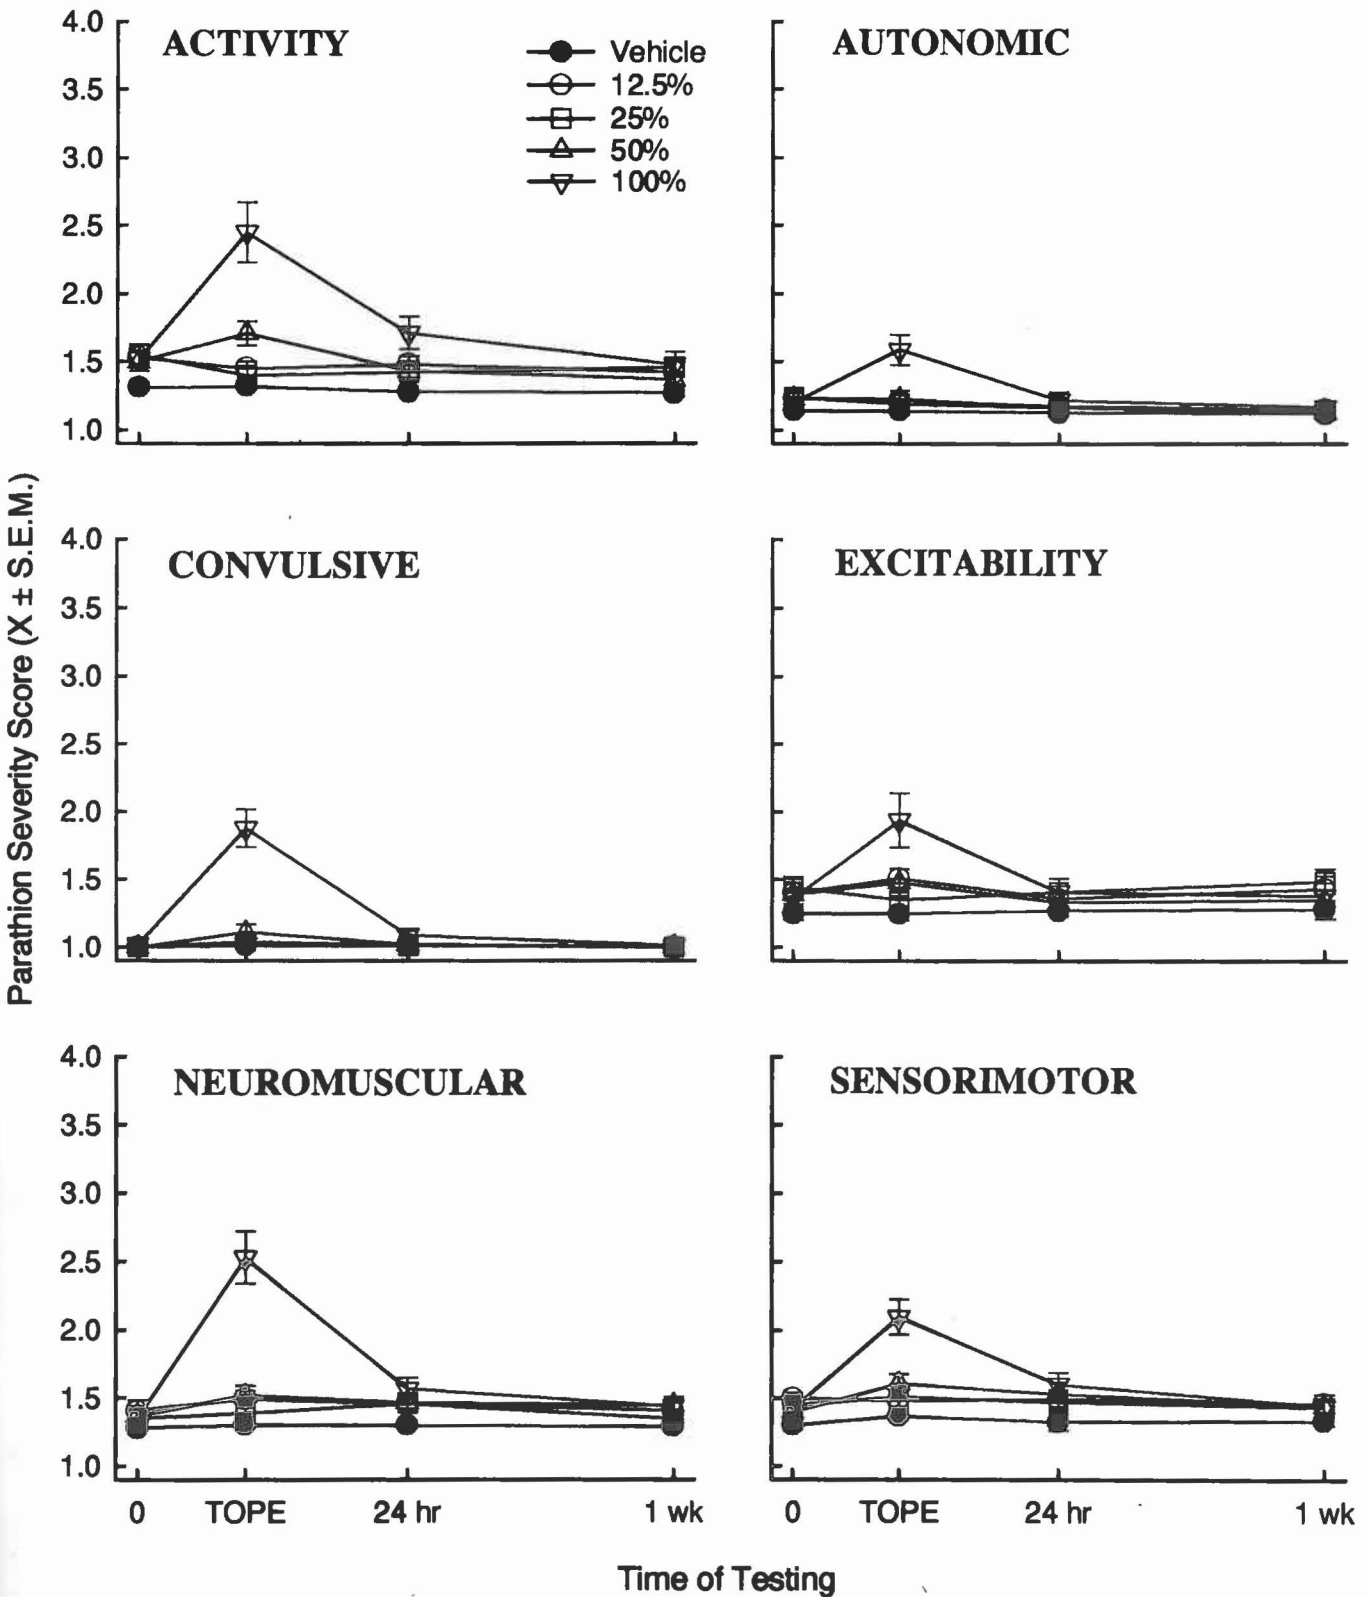 4.0
3.5
3.0
2.5
2.0
1.5
1.0
ACTIVITY
Vehicle
12.5%
25%
50%
100%
AUTONOMIC
Parathion Severity Score (X ± S.E.M.)
4.0
3.5
3.0
2.5
2.0
1.5
1.0
CONVULSIVE
EXCITABILITY
4.0
3.5
3.0
2.5
2.0
1.5
1.0
NEUROMUSCULAR
SENSORIMOTOR
0 TOPE 24 hr 1 wk
0 TOPE 24 hr 1 wk
Time of Testing